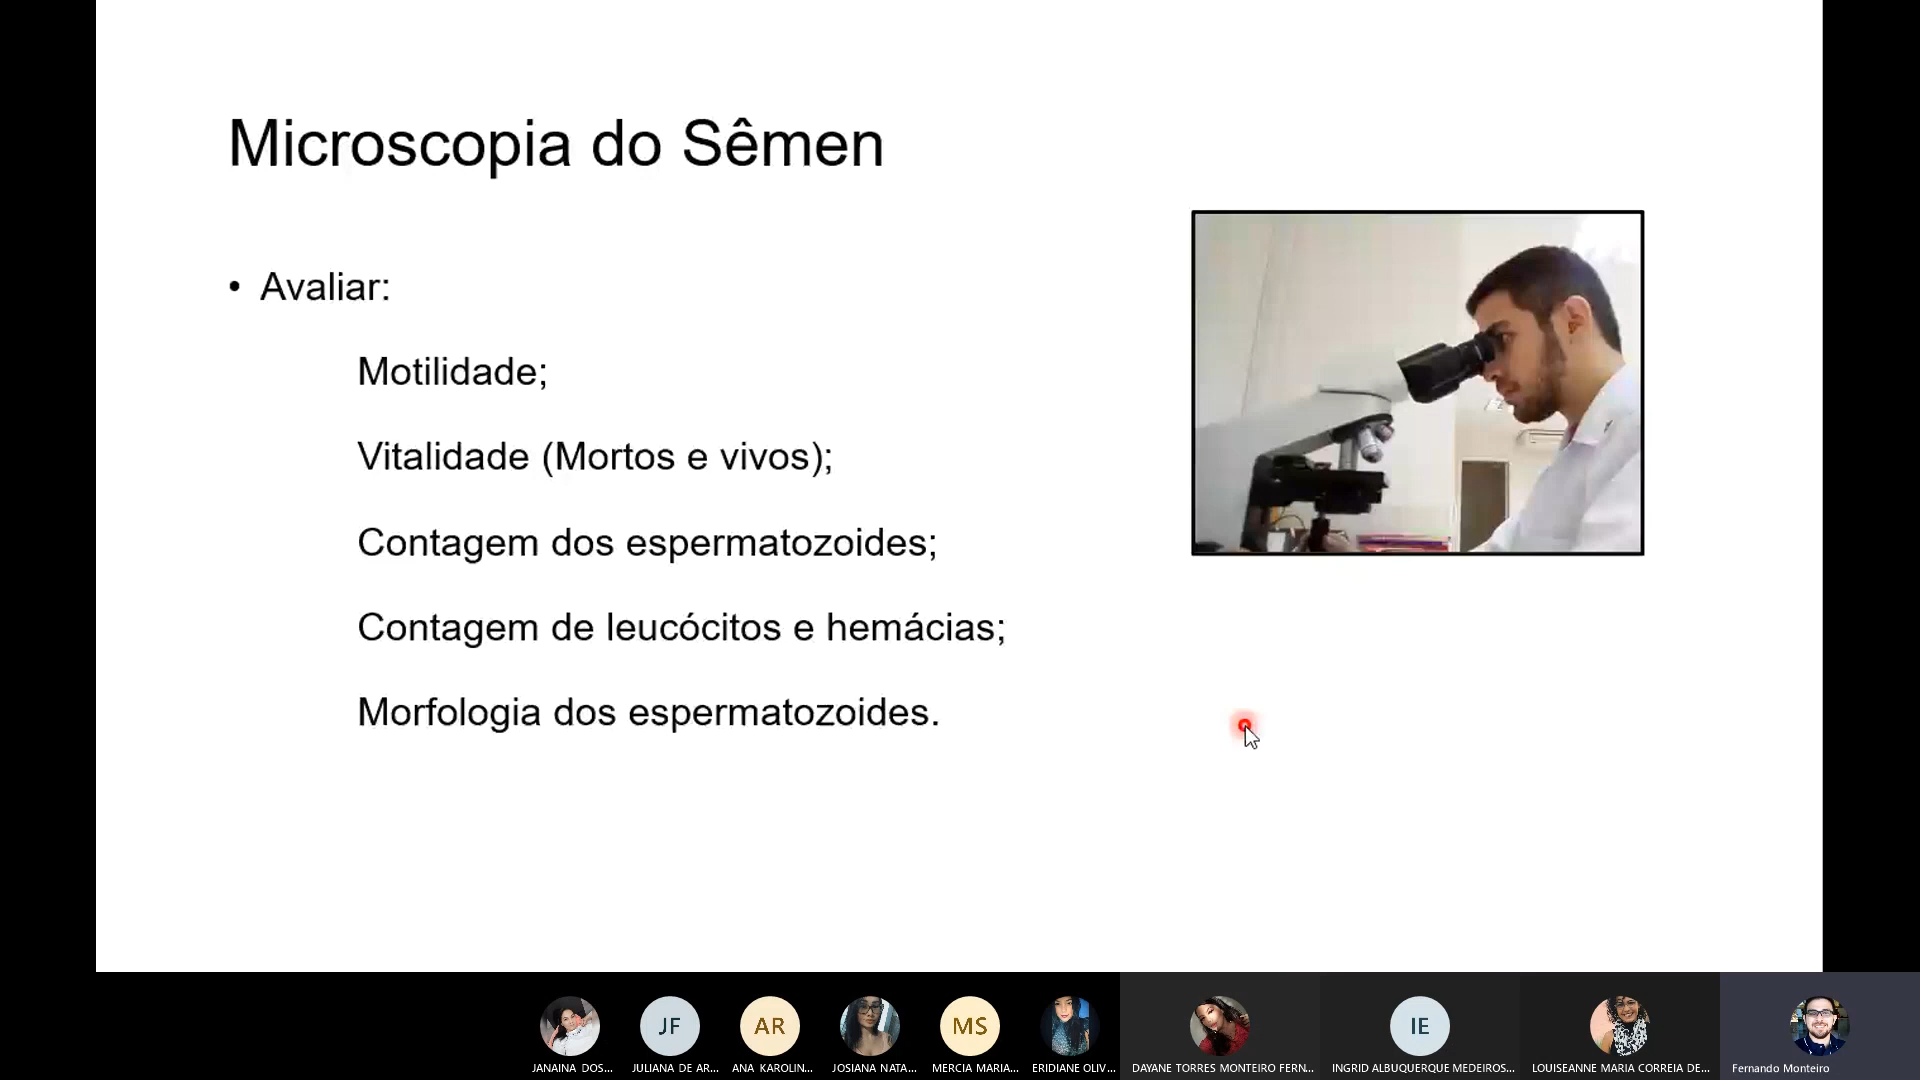 Microscopia do Sêmen
• Avaliar:
Motilidade;
Vitalidade (Mortos e vivos);
Contagem dos espermatozoides;
Contagem de leucócitos e hemácias;
Morfologia dos espermatozoides.
JF
AR
MS
IE
JANAINA DOS...
JULIANA DE AR...
ANA KAROLIN...
JOSIANA NATA...
MERCIA MARIA...
ERIDIANE OLIV...
DAYANE TORRES MONTEIRO FERN...
INGRID ALBUQUERQUE MEDEIROS...
LOUISEANNE MARIA CORREIA DE...
Fernando Monteiro